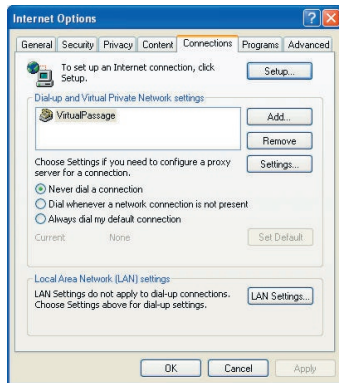 Internet Options
General Security Privacy Content Connections Programs Advanced
To set up an Internet connection, click
Setup.
Setup...
Dial-up and Virtual Private Network settings
VirtualPassage
Add...
Remove
Choose Settings if you need to configure a proxy
server for a connection.
Settings...
Never dial a connection
Dial whenever a network connection is not present
Always dial my default connection
Current None
Set Default
Local Area Network (LAN) settings
LAN Settings do not apply to dial-up connections.
Choose Settings above for dial-up settings.
LAN Settings...
OK Cancel Apply